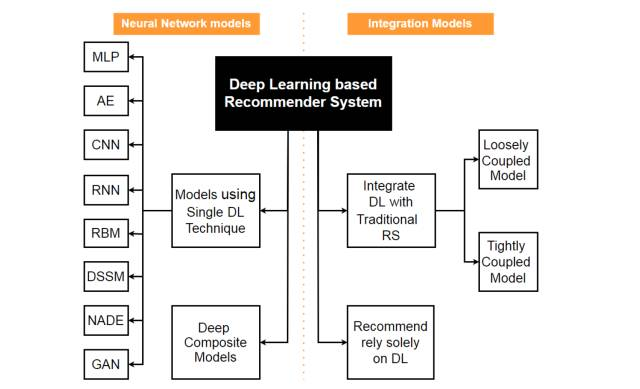 Neural Network models
Integration Models
Deep Learning based
Recommender System
MLP
AE
CNN
RNN
RBM
DSSM
NADE
GAN
Models using
Single DL
Technique
Deep
Composite
Models
Integrate
DL with
Traditional
RS
Recommend
rely solely
on DL
Loosely
Coupled
Model
Tightly
Coupled
Model